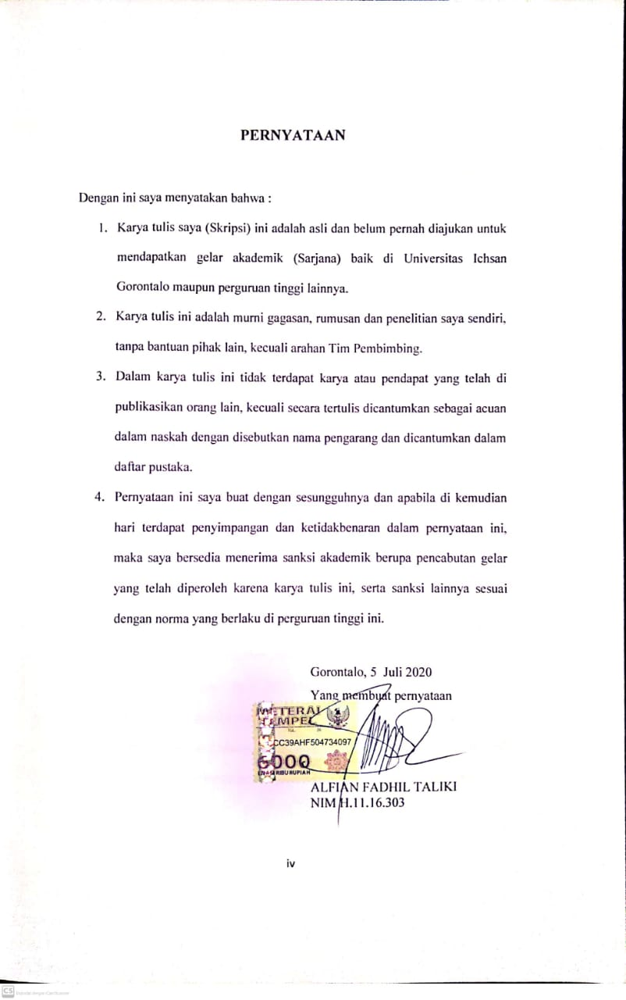 PERNYATAAN
Dengan ini saya menyatakan bahwa :
1. Karya tulis saya (Skripsi) ini adalah asli dan belum pernah diajukan untuk
mendapatkan gelar akademik (Sarjana) baik di Universitas Ichsan
Gorontalo maupun perguruan tinggi lainnya.
2. Karya tulis ini adalah murni gagasan, rumusan dan penelitian saya sendiri,
tanpa bantuan pihak lain, kecuali arahan Tim Pembimbing.
3. Dalam karya tulis ini tidak terdapat karya atau pendapat yang telah di
publikasikan orang lain, kecuali secara tertulis dicantumkan sebagai acuan
dalam naskah dengan disebutkan nama pengarang dan dicantumkan dalam
daftar pustaka.
4. Pernyataan ini saya buat dengan sesungguhnya dan apabila di kemudian
hari terdapat penyimpangan dan ketidakbenaran dalam pernyataan ini,
maka saya bersedia menerima sanksi akademik berupa pencabutan gelar
yang telah diperoleh karena karya tulis ini, serta sanksi lainnya sesuai
dengan norma yang berlaku di perguruan tinggi ini.
Gorontalo, 5 Juli 2020
Yang membuat pernyataan
METERAI
TEMPEL
CC39AHF504734097
6000
ENAM RIBU RUPIAH
ALFIAN FADHIL TALIKI
NIM H.11.16.303
iv
CS